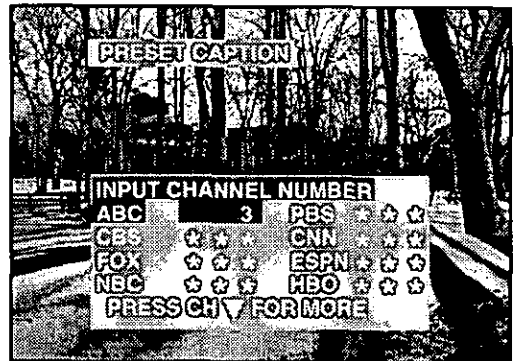 PRESET CAPTION
INPUT CHANNEL NUMBER
ABC 3 PBS ☆ ☆ ☆
CBS ☆ ☆ ☆ CNN ☆ ☆ ☆
FOX ☆ ☆ ☆ ESPN ☆ ☆ ☆
NBC ☆ ☆ ☆ HBO ☆ ☆ ☆
PRESS CH ▽ FOR MORE